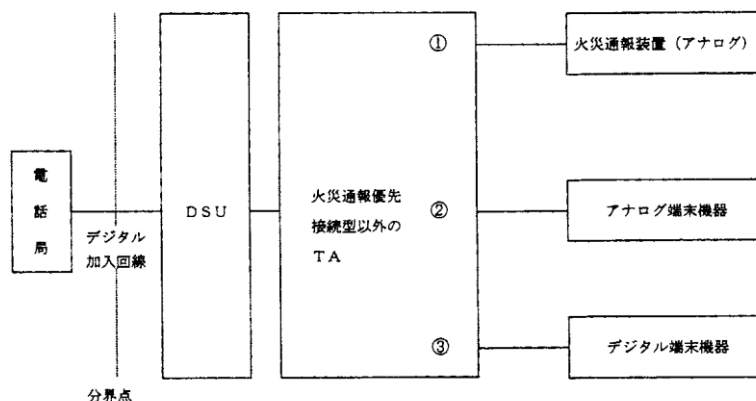 電
話
局
デジタル
加入回線
分界点
DSU
火災通報優先
接続型以外の
TA
①
②
③
火災通報装置(アナログ)
アナログ端末機器
デジタル端末機器